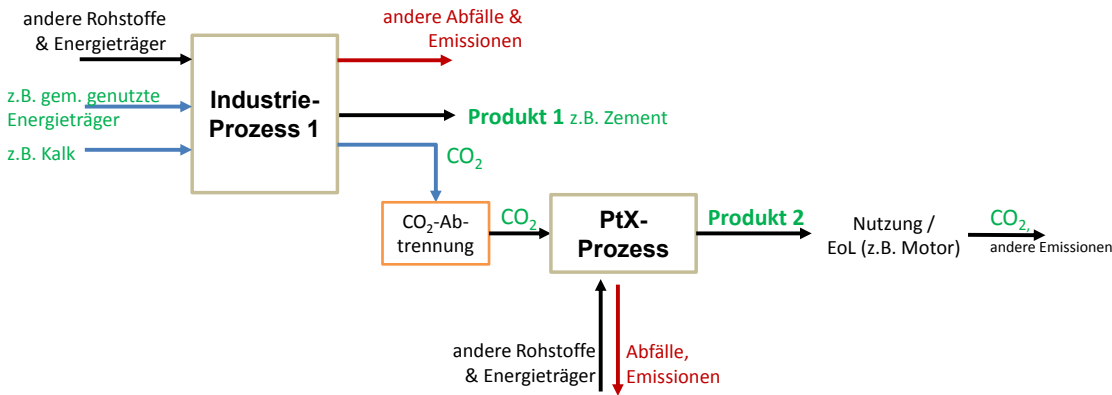 andere Rohstoffe
& Energieträger
andere Abfälle &
Emissionen
z.B. gem. genutzte
Energieträger
z.B. Kalk
Industrie-
Prozess 1
Produkt 1 z.B. Zement
CO₂
CO₂-Ab-
trennung
CO₂
PtX-
Prozess
Produkt 2
Nutzung /
EoL (z.B. Motor)
CO₂,
andere Emissionen
andere Rohstoffe
& Energieträger
Abfälle,
Emissionen